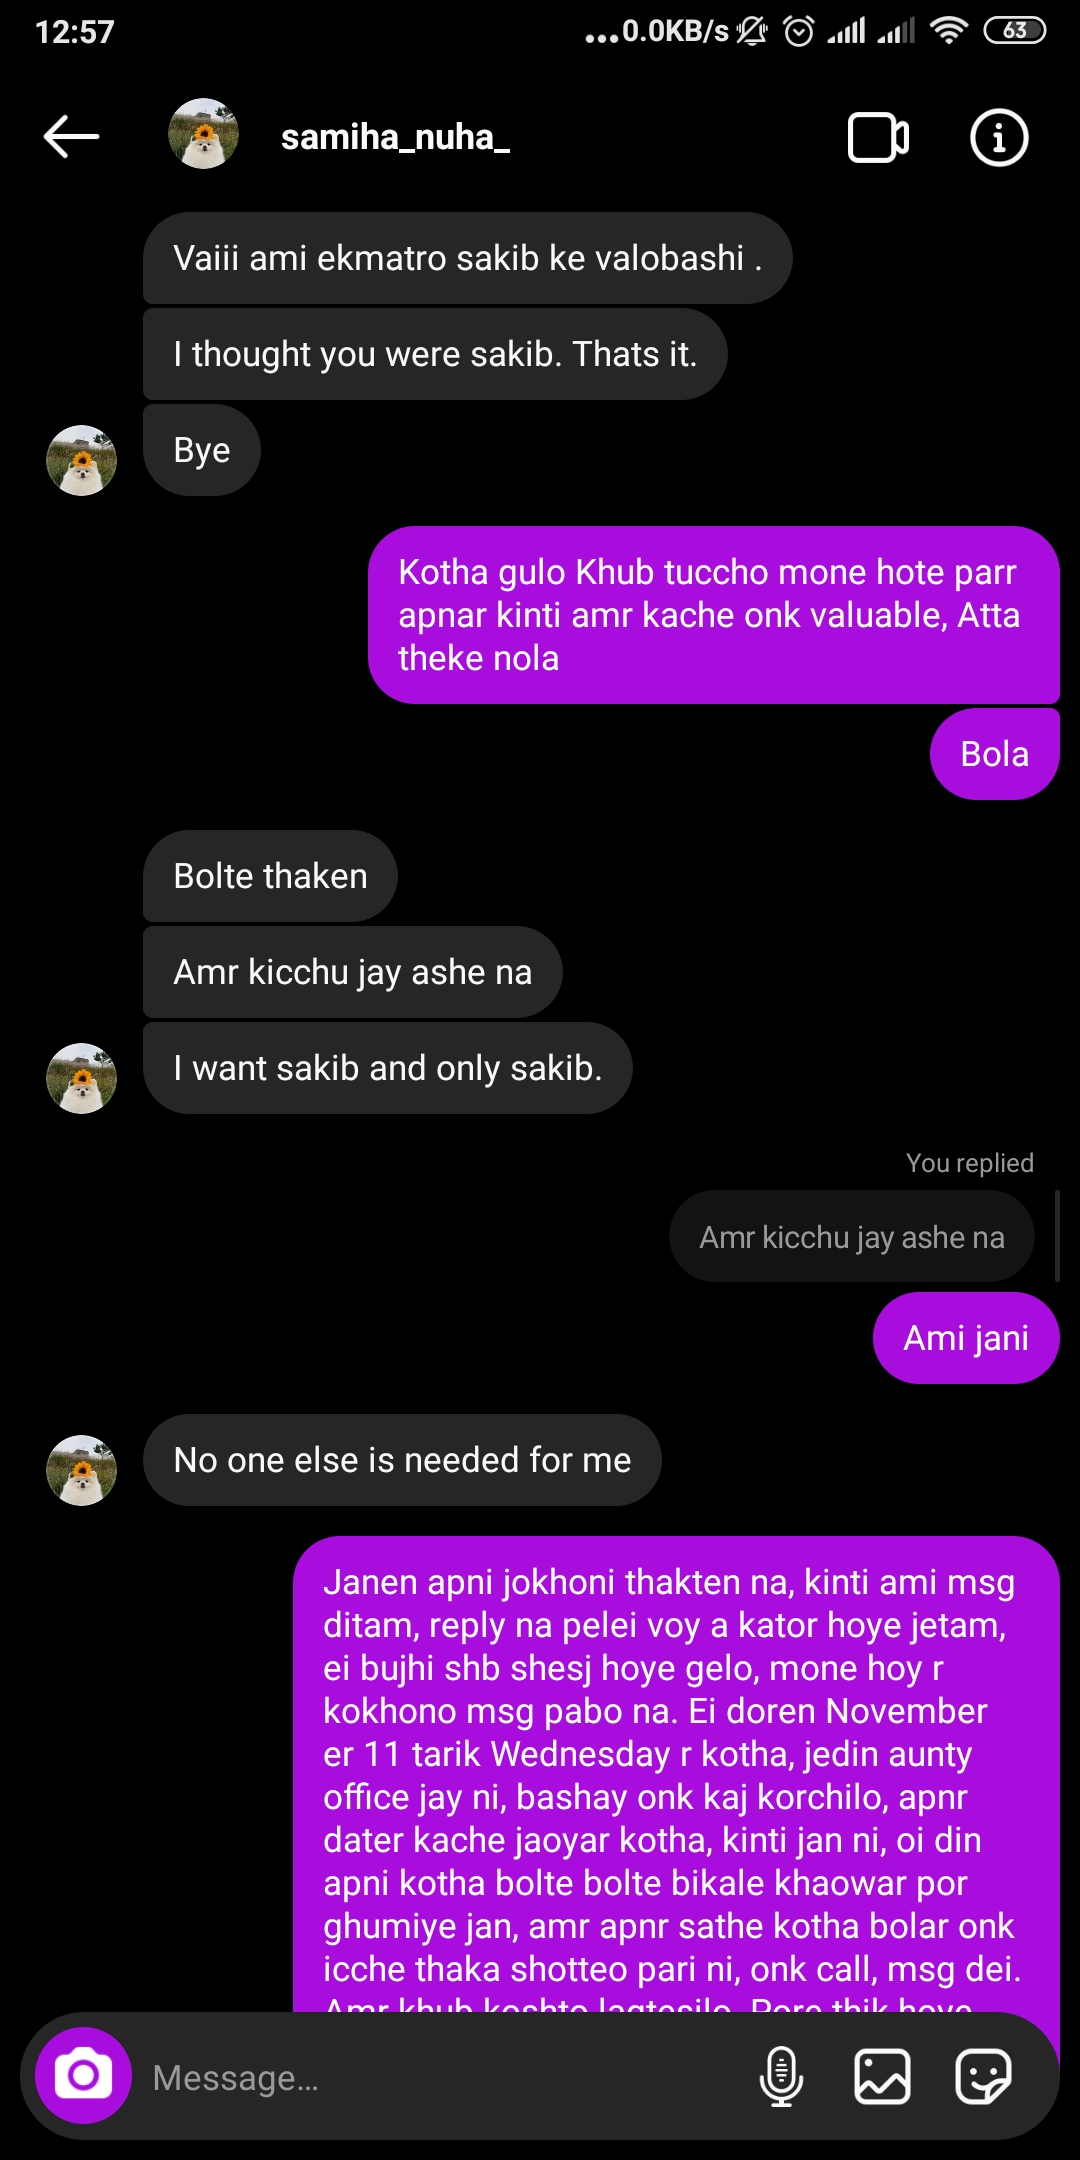 12:57
...0.0KB/s
63
samiha_nuha_
Vaiii ami ekmatro sakib ke valobashi .
I thought you were sakib. Thats it.
Bye
Kotha gulo Khub tuccho mone hote parr
apnar kinti amr kache onk valuable, Atta
theke nola
Bola
Bolte thaken
Amr kicchu jay ashe na
I want sakib and only sakib.
You replied
Amr kicchu jay ashe na
Ami jani
No one else is needed for me
Janen apni jokhoni thakten na, kinti ami msg
ditam, reply na pelei voy a kator hoye jetam,
ei bujhi shb shesj hoye gelo, mone hoy r
kokhono msg pabo na. Ei doren November
er 11 tarik Wednesday r kotha, jedin aunty
office jay ni, bashay onk kaj korchilo, apnr
dater kache jaoyar kotha, kinti jan ni, oi din
apni kotha bolte bolte bikale khaowar por
ghumiye jan, amr apnr sathe kotha bolar onk
icche thaka shotteo pari ni, onk call, msg dei.
Amr khub koshto lagtesilo. Pore thik hoye
Message...